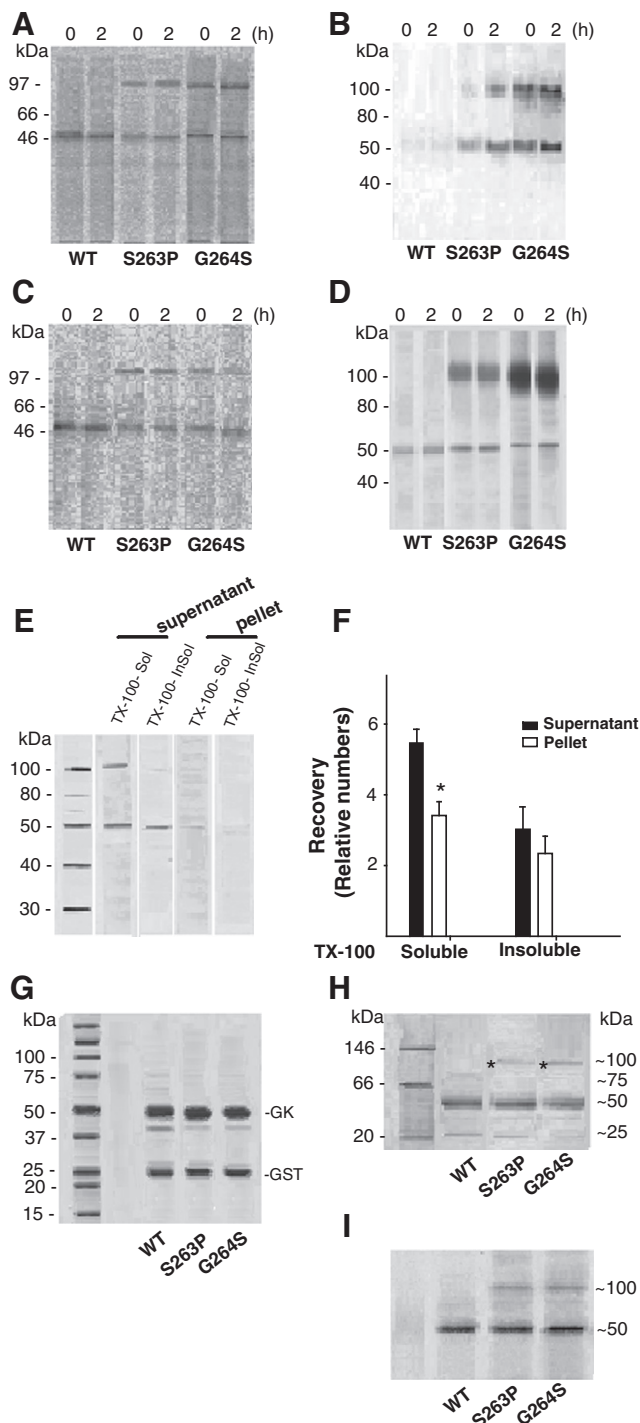 A
0 2 0 2 0 2 (h)
kDa
97 -
66 -
46 -
WT S263P G264S
B
0 2 0 2 0 2 (h)
kDa
100 -
80 -
50 -
40 -
WT S263P G264S
C
0 2 0 2 0 2 (h)
kDa
97 -
66 -
46 -
WT S263P G264S
D
0 2 0 2 0 2 (h)
kDa
100 -
80 -
50 -
40 -
WT S263P G264S
E
supernatant
pellet
TX-100- Sol
TX-100- InSol
TX-100- Sol
TX-100- InSol
kDa
100 -
80 -
50 -
40 -
30 -
F
Recovery
(Relative numbers)
6
4
2
Supernatant
Pellet
*
TX-100 Soluble Insoluble
G
kDa
100 -
75 -
50 -
37 -
25 -
20 -
15 -
-GK
-GST
WT
S263P
G264S
H
kDa
146 -
66 -
20 -
* *
kDa
~100
~75
~50
~25
WT
S263P
G264S
I
~100
~50
WT
S263P
G264S